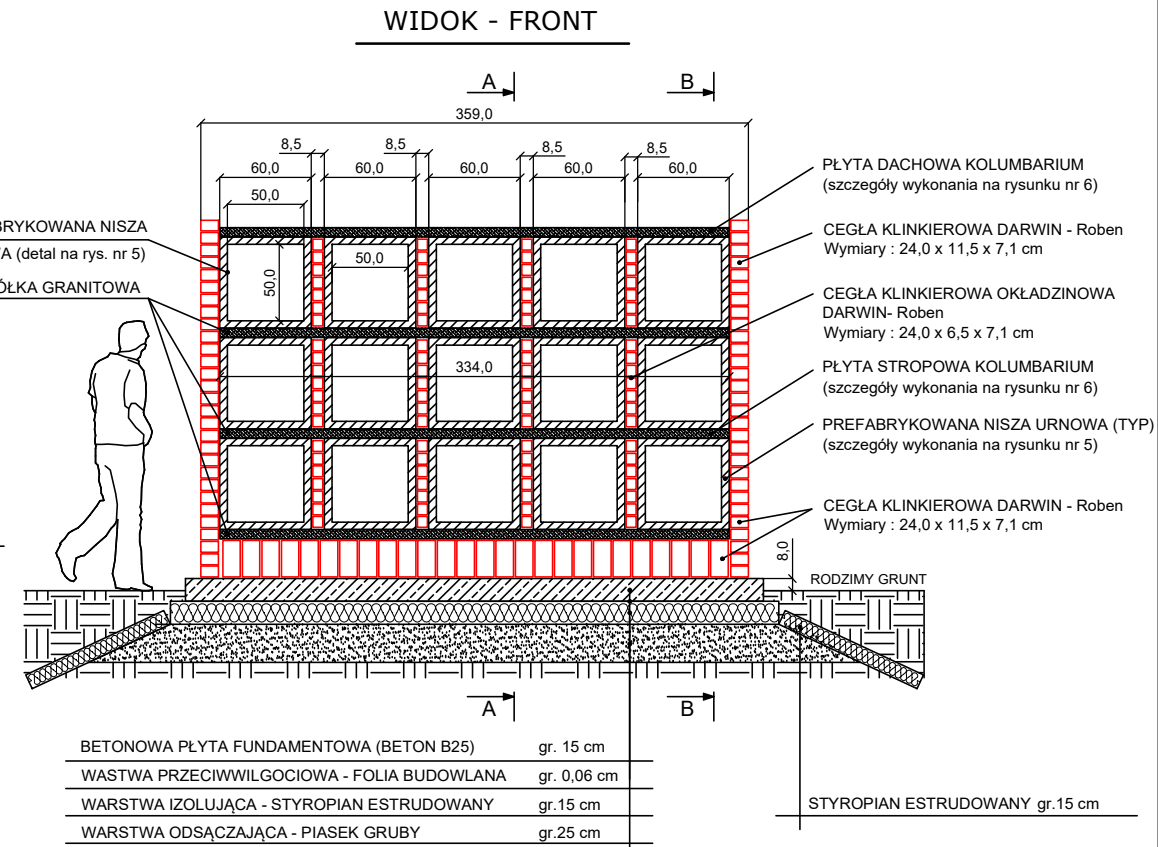 WIDOK - FRONT
A B
359,0
8,5 8,5 8,5 8,5
60,0 60,0 60,0 60,0 60,0
50,0
50,0
50,0
334,0
BRYKOWANA NISZA
A (detal na rys. nr 5)
ÓŁKA GRANITOWA
PŁYTA DACHOWA KOLUMBARIUM
(szczegóły wykonania na rysunku nr 6)
CEGŁA KLINKIEROWA DARWIN - Roben
Wymiary : 24,0 x 11,5 x 7,1 cm
CEGŁA KLINKIEROWA OKŁADZINOWA
DARWIN- Roben
Wymiary : 24,0 x 6,5 x 7,1 cm
PŁYTA STROPOWA KOLUMBARIUM
(szczegóły wykonania na rysunku nr 6)
PREFABRYKOWANA NISZA URNOWA (TYP)
(szczegóły wykonania na rysunku nr 5)
CEGŁA KLINKIEROWA DARWIN - Roben
Wymiary : 24,0 x 11,5 x 7,1 cm
8,0
RODZIMY GRUNT
A B
BETONOWA PŁYTA FUNDAMENTOWA (BETON B25) gr. 15 cm
WASTWA PRZECIWWILGOCIOWA - FOLIA BUDOWLANA gr. 0,06 cm
WARSTWA IZOLUJĄCA - STYROPIAN ESTRUDOWANY gr.15 cm
WARSTWA ODSĄCZAJĄCA - PIASEK GRUBY gr.25 cm
STYROPIAN ESTRUDOWANY gr.15 cm